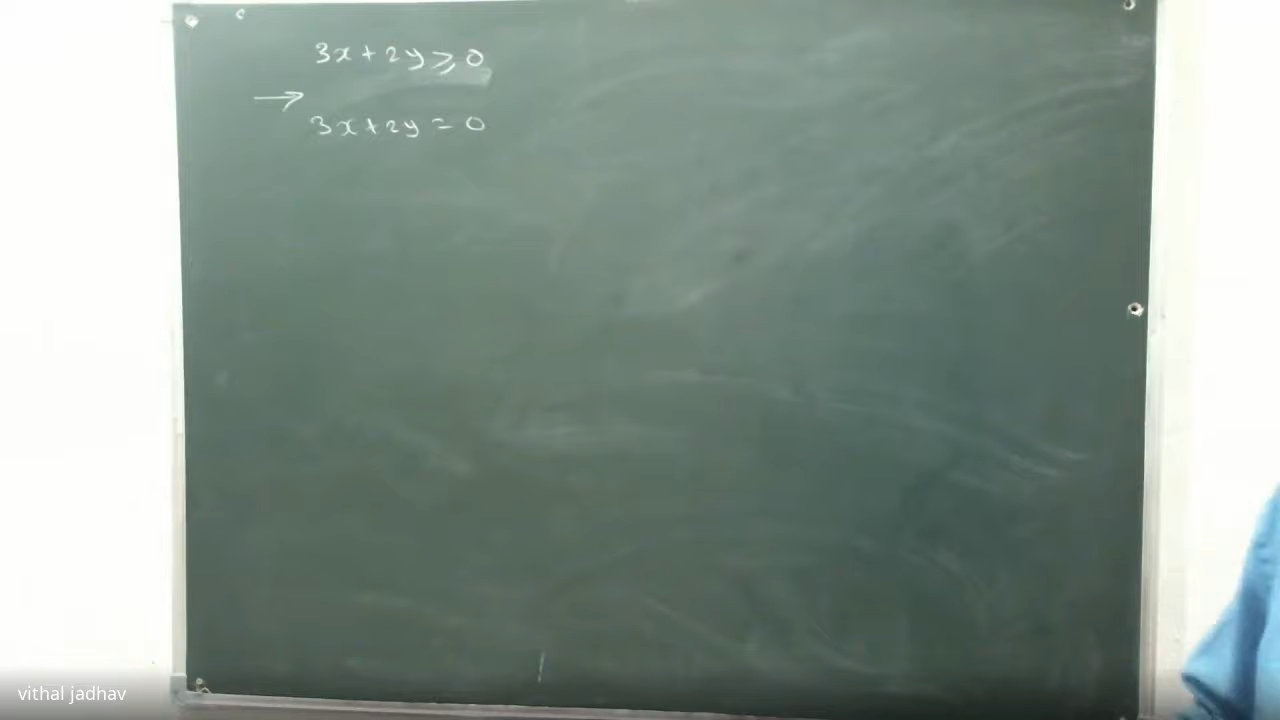 3x + 2y ⩾ 0
→
3x + 2y = 0
vithal jadhav